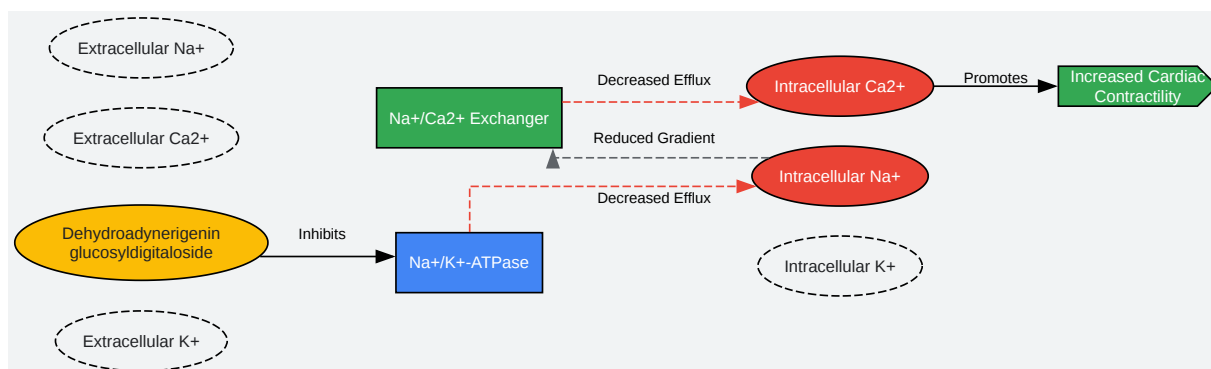 Extracellular Na+
Extracellular Ca2+
Dehydroadynerigenin
glucosyldigitaloside
Extracellular K+
Inhibits
Na+/Ca2+ Exchanger
Na+/K+-ATPase
Decreased Efflux
Reduced Gradient
Decreased Efflux
Intracellular Ca2+
Intracellular Na+
Intracellular K+
Promotes
Increased Cardiac
Contractility